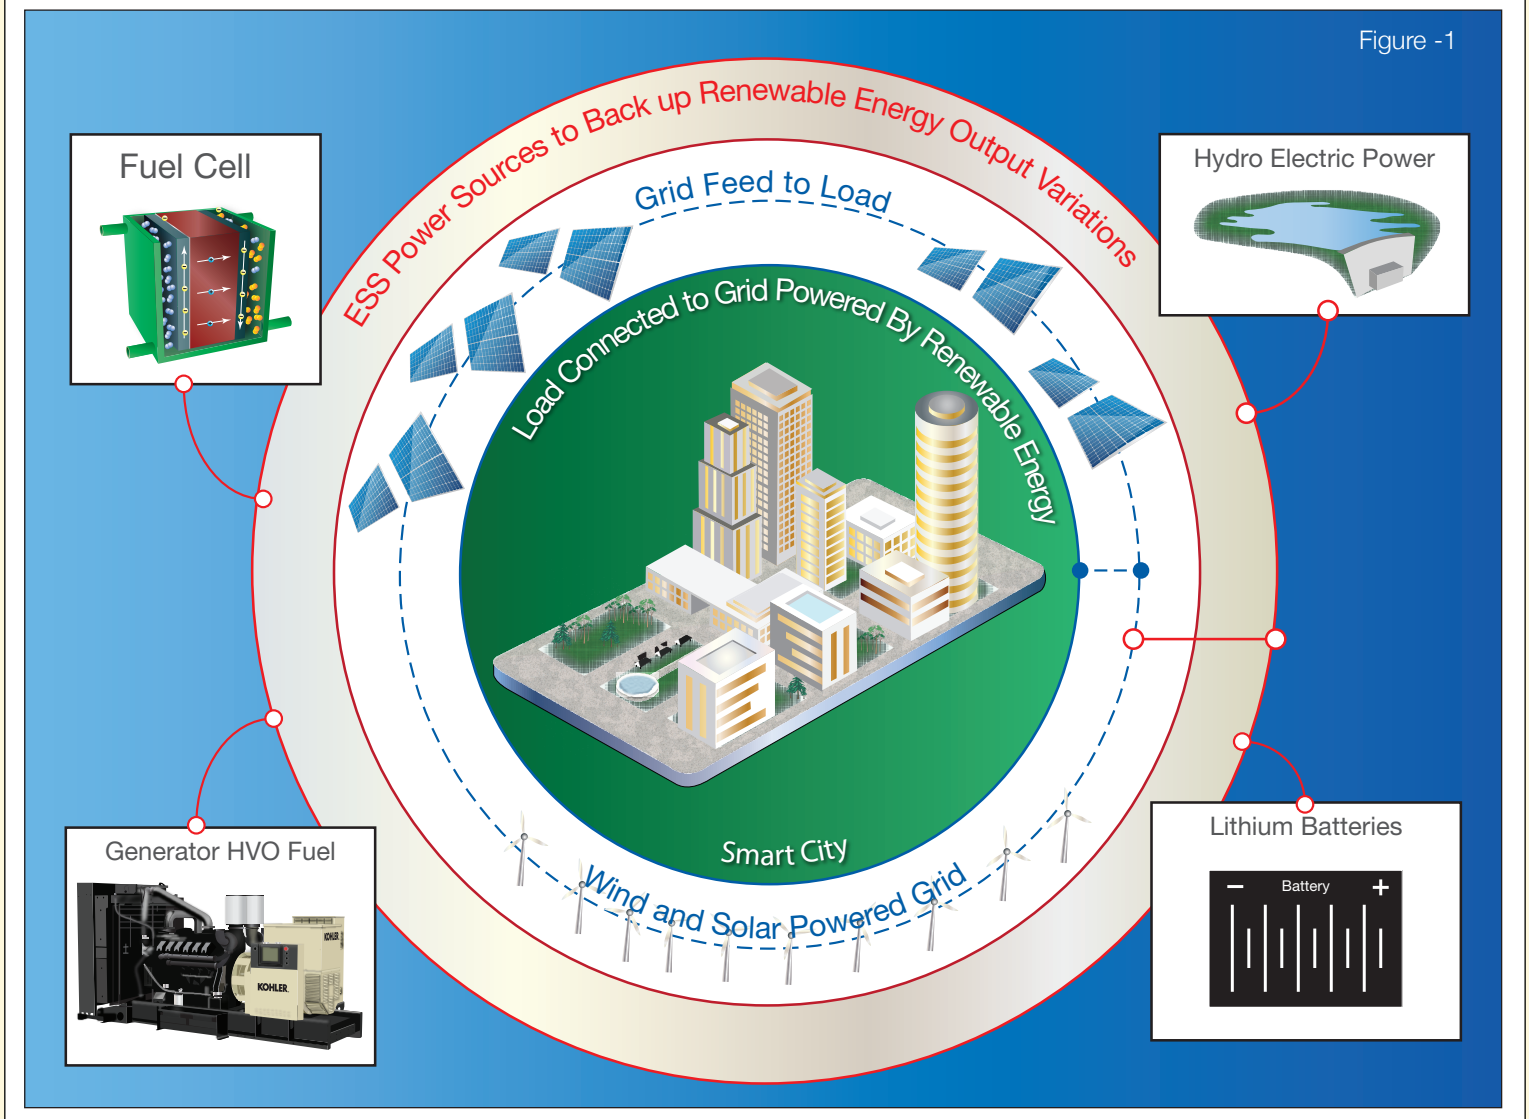 Figure -1
ESS Power Sources to Back up Renewable Energy Output Variations
Fuel Cell
Hydro Electric Power
Grid Feed to Load
Load Connected to Grid Powered By Renewable Energy
Smart City
Wind and Solar Powered Grid
Generator HVO Fuel
KOHLER
KOHLER.
Lithium Batteries
− Battery +